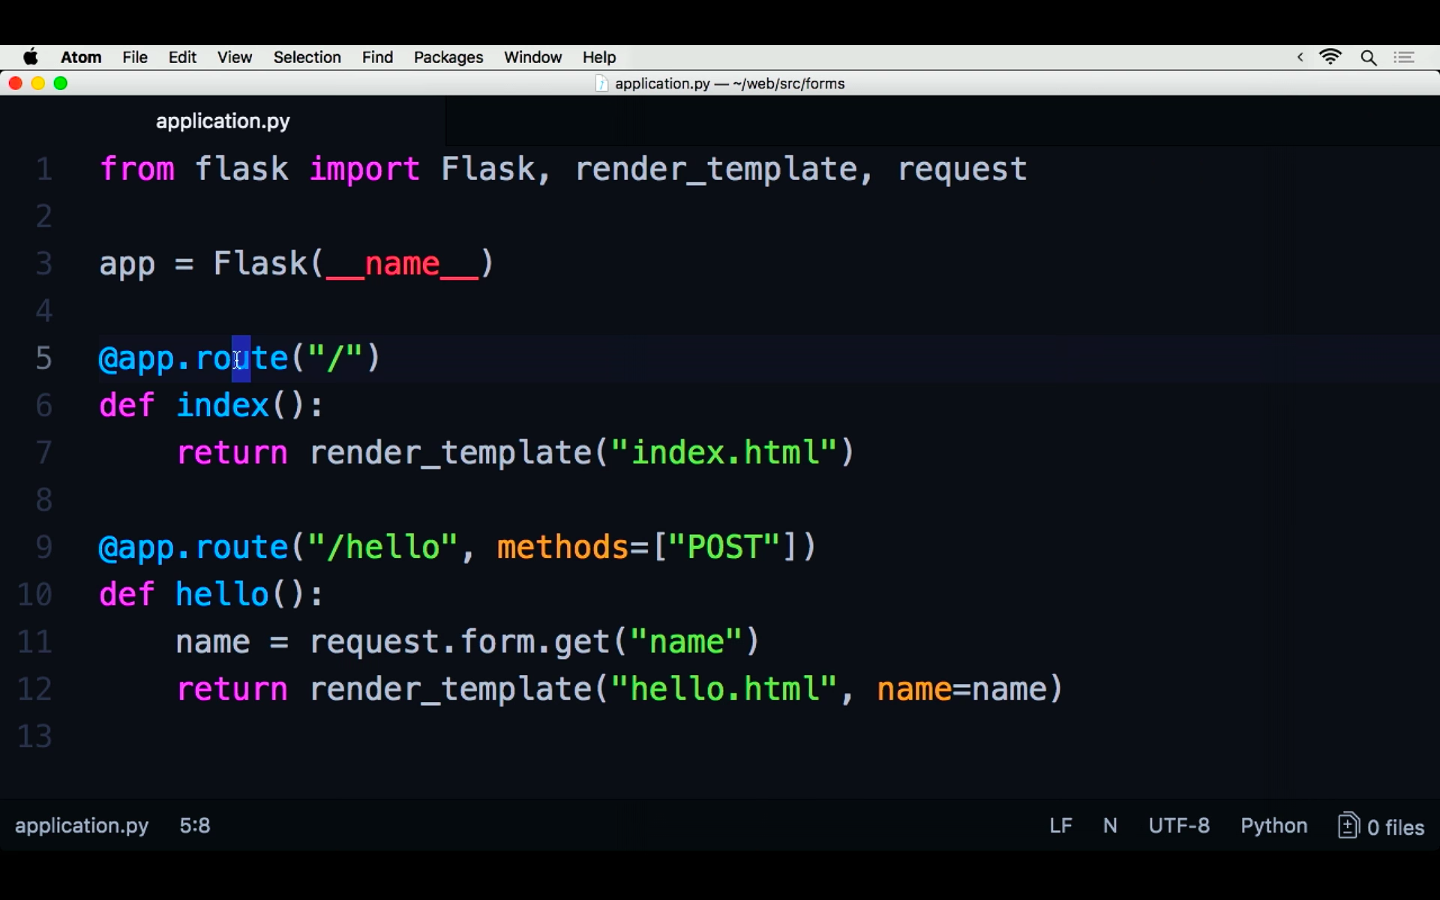 Atom File Edit View Selection Find Packages Window Help
application.py — ~/web/src/forms
application.py
1 from flask import Flask, render_template, request
2
3 app = Flask(__name__)
4
5 @app.route("/")
6 def index():
7     return render_template("index.html")
8
9 @app.route("/hello", methods=["POST"])
10 def hello():
11     name = request.form.get("name")
12     return render_template("hello.html", name=name)
13
application.py 5:8 LF N UTF-8 Python 0 files